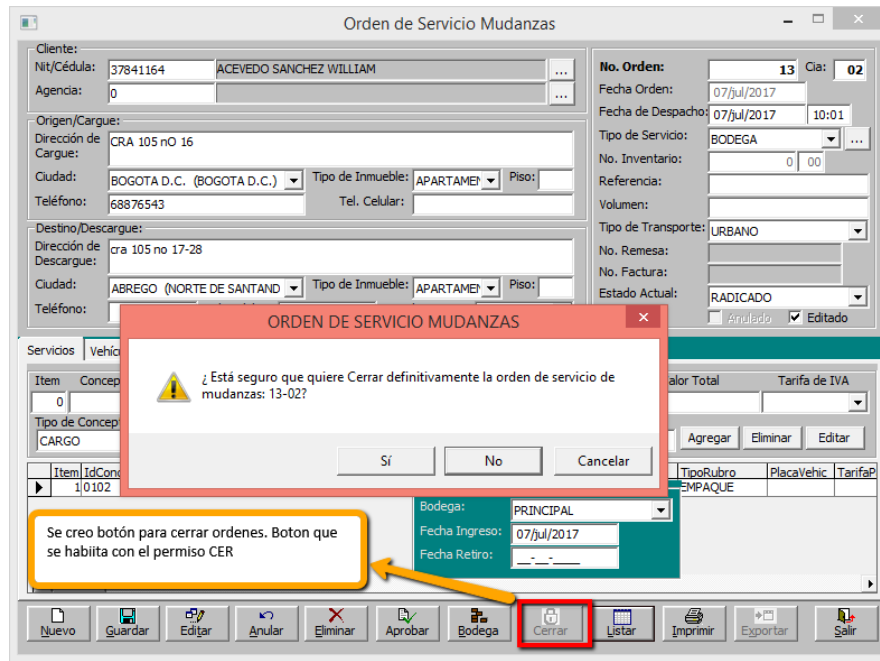 Orden de Servicio Mudanzas
Cliente:
Nit/Cédula: 37841164 ACEVEDO SANCHEZ WILLIAM ...
Agencia: 0 ...
Origen/Cargue:
Dirección de Cargue: CRA 105 nO 16
Ciudad: BOGOTA D.C. (BOGOTA D.C.) Tipo de Inmueble: APARTAMEN Piso:
Teléfono: 68876543 Tel. Celular:
Destino/Descargue:
Dirección de Descargue: cra 105 no 17-28
Ciudad: ABREGO (NORTE DE SANTAND Tipo de Inmueble: APARTAMEN Piso:
Teléfono:
No. Orden: 13 Cia: 02
Fecha Orden: 07/jul/2017
Fecha de Despacho: 07/jul/2017 10:01
Tipo de Servicio: BODEGA ...
No. Inventario: 0 00
Referencia:
Volumen:
Tipo de Transporte: URBANO
No. Remesa:
No. Factura:
Estado Actual: RADICADO
Anulado Editado
ORDEN DE SERVICIO MUDANZAS
¿ Está seguro que quiere Cerrar definitivamente la orden de servicio de
mudanzas: 13-02?
Sí No Cancelar
Servicios Vehíc
Item Concep alor Total Tarifa de IVA
0
Tipo de Concep
CARGO Agregar Eliminar Editar
Item IdConc TipoRubro PlacaVehic TarifaP
1 0102 EMPAQUE
Bodega: PRINCIPAL
Fecha Ingreso: 07/jul/2017
Fecha Retiro: __-__-____
Se creo botón para cerrar ordenes. Boton que
se habiita con el permiso CER
Nuevo Guardar Editar Anular Eliminar Aprobar Bodega Cerrar Listar Imprimir Exportar Salir